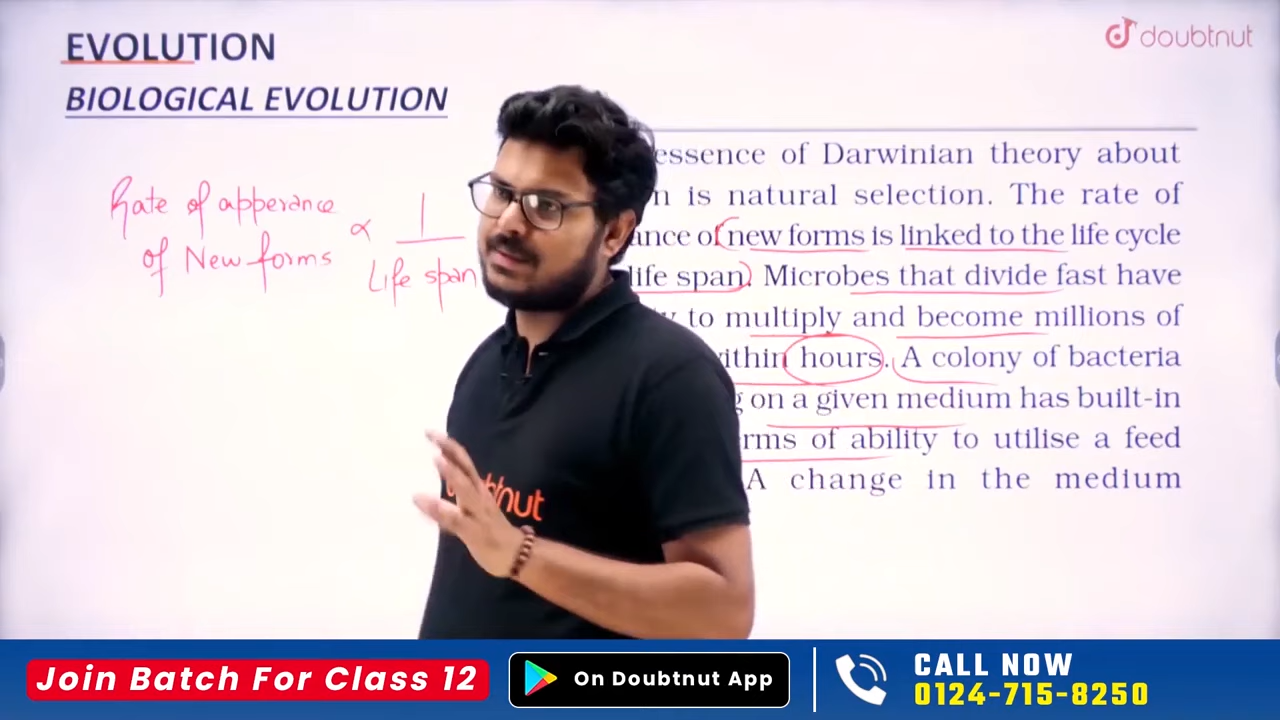 EVOLUTION
doubtnut
BIOLOGICAL EVOLUTION
Rate of apperance
of New forms ∝ 1
Life span
essence of Darwinian theory about
n is natural selection. The rate of
ance of new forms is linked to the life cycle
life span. Microbes that divide fast have
to multiply and become millions of
ithin hours. A colony of bacteria
g on a given medium has built-in
rms of ability to utilise a feed
A change in the medium
nut
Join Batch For Class 12
On Doubtnut App
CALL NOW
0124-715-8250